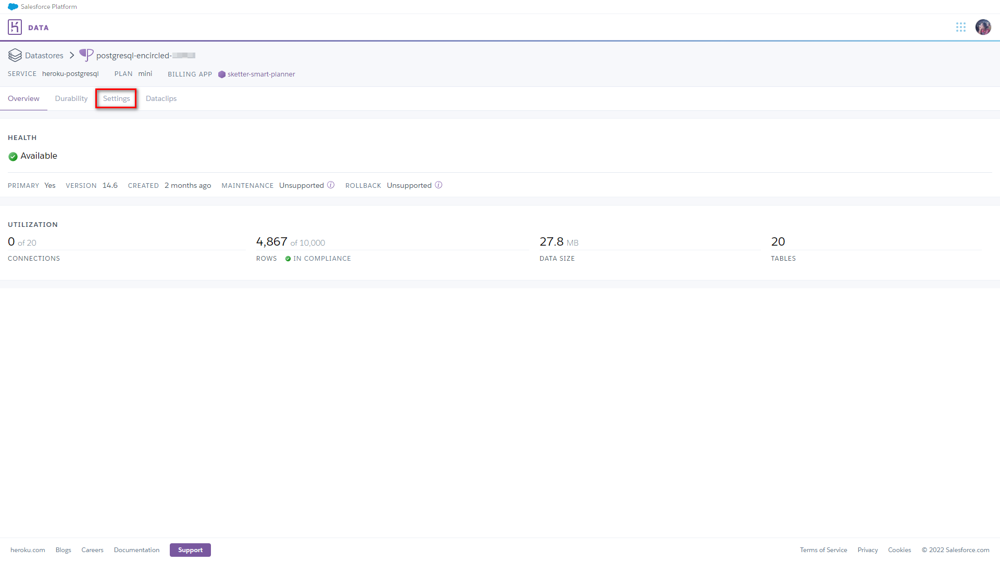 Salesforce Platform
DATA
Datastores > postgresql-encircled-
SERVICE heroku-postgresql PLAN mini BILLING APP sketter-smart-planner
Overview Durability Settings Dataclips
HEALTH
Available
PRIMARY Yes VERSION 14.6 CREATED 2 months ago MAINTENANCE Unsupported ROLLBACK Unsupported
UTILIZATION
0 of 20 4,867 of 10,000 27.8 MB 20
CONNECTIONS ROWS IN COMPLIANCE DATA SIZE TABLES
heroku.com Blogs Careers Documentation Support Terms of Service Privacy Cookies © 2022 Salesforce.com